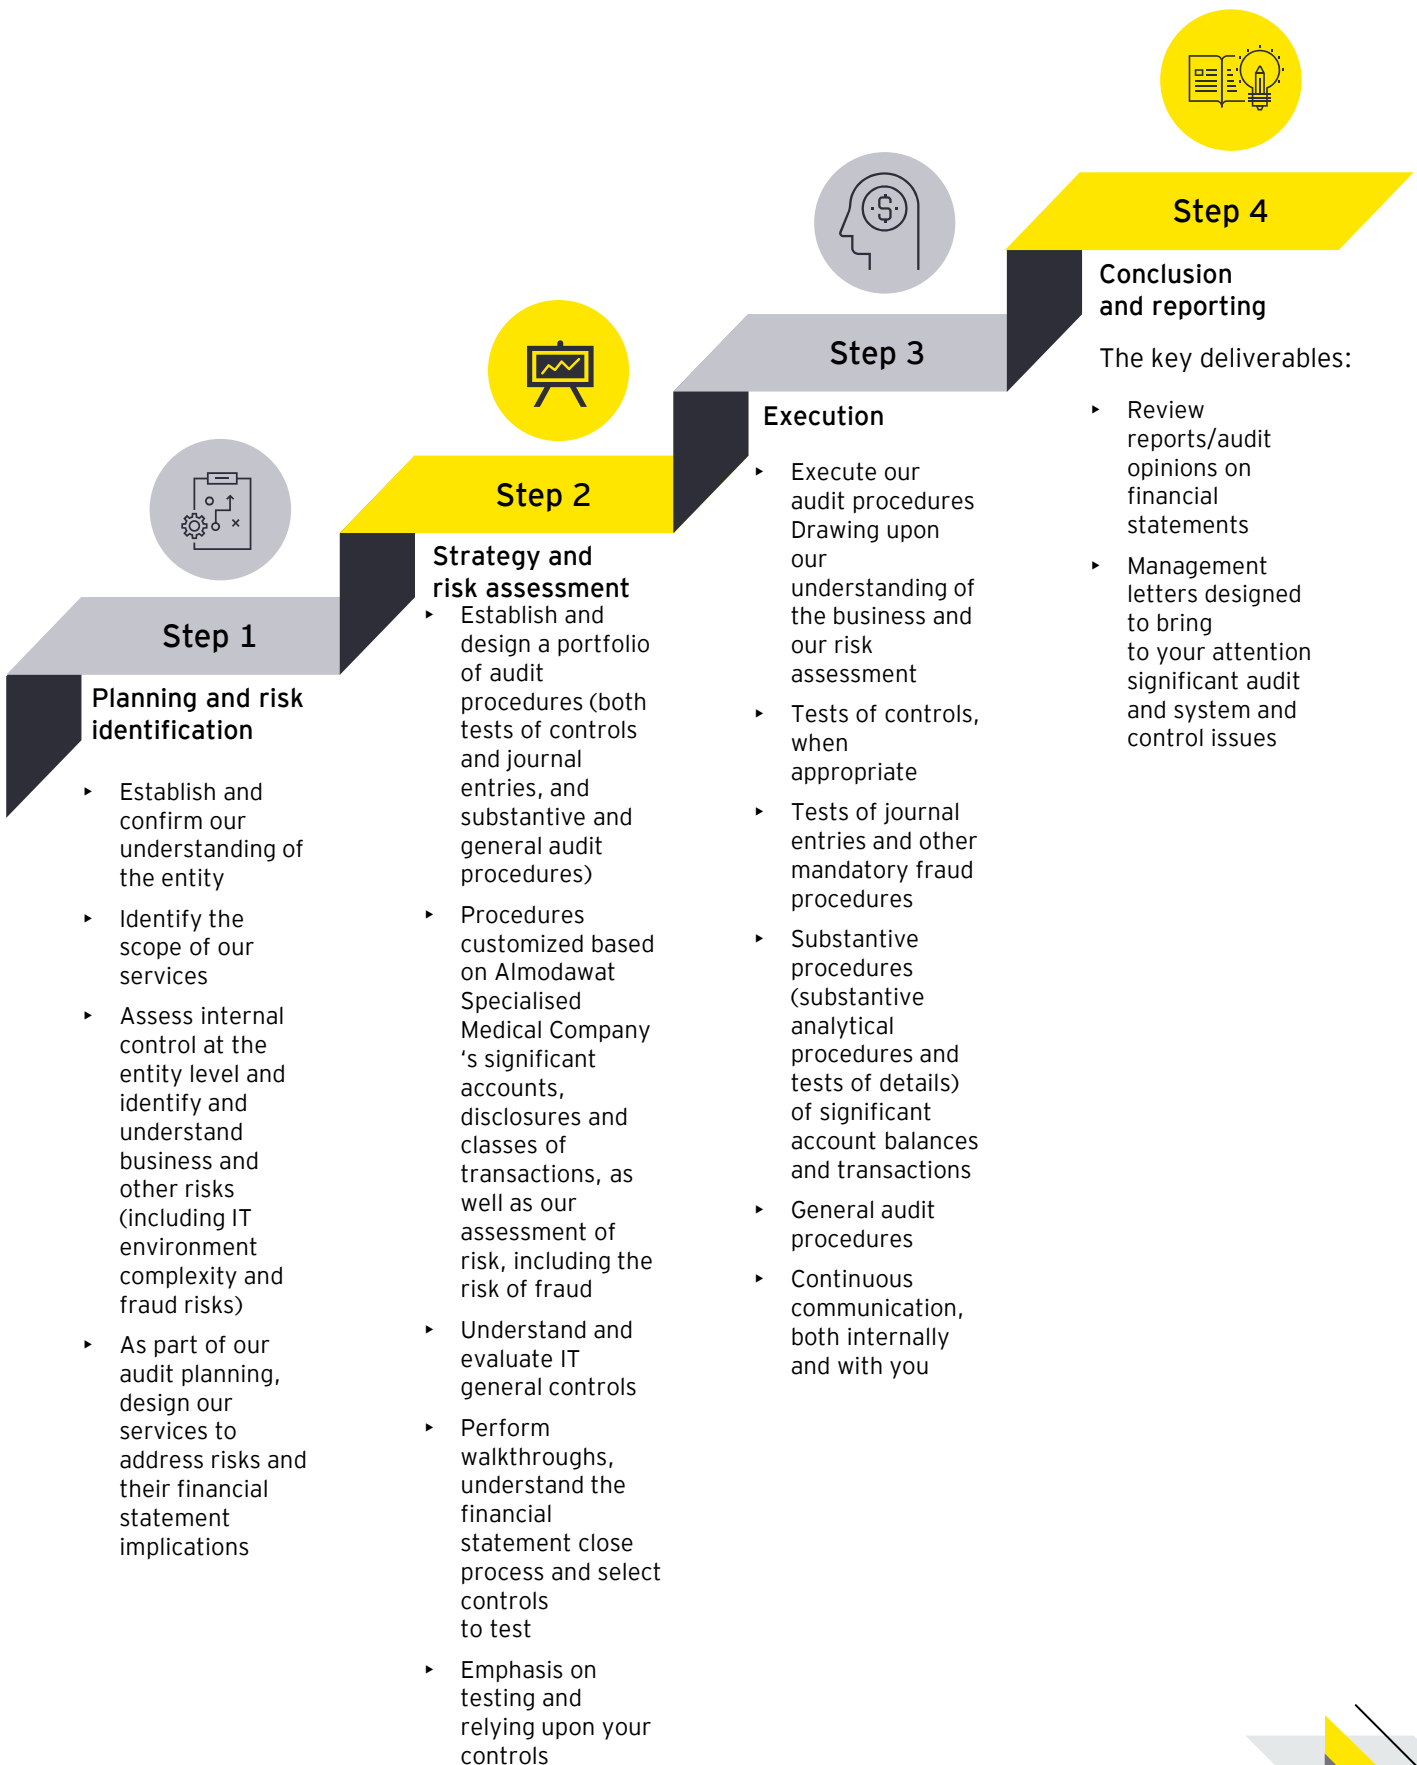 Step 1
Planning and risk
identification
▸ Establish and
confirm our
understanding of
the entity
▸ Identify the
scope of our
services
▸ Assess internal
control at the
entity level and
identify and
understand
business and
other risks
(including IT
environment
complexity and
fraud risks)
▸ As part of our
audit planning,
design our
services to
address risks and
their financial
statement
implications
Step 2
Strategy and
risk assessment
▸ Establish and
design a portfolio
of audit
procedures (both
tests of controls
and journal
entries, and
substantive and
general audit
procedures)
▸ Procedures
customized based
on Almodawat
Specialised
Medical Company
‘s significant
accounts,
disclosures and
classes of
transactions, as
well as our
assessment of
risk, including the
risk of fraud
▸ Understand and
evaluate IT
general controls
▸ Perform
walkthroughs,
understand the
financial
statement close
process and select
controls
to test
▸ Emphasis on
testing and
relying upon your
controls
Step 3
Execution
▸ Execute our
audit procedures
Drawing upon
our
understanding of
the business and
our risk
assessment
▸ Tests of controls,
when
appropriate
▸ Tests of journal
entries and other
mandatory fraud
procedures
▸ Substantive
procedures
(substantive
analytical
procedures and
tests of details)
of significant
account balances
and transactions
▸ General audit
procedures
▸ Continuous
communication,
both internally
and with you
Step 4
Conclusion
and reporting
The key deliverables:
▸ Review
reports/audit
opinions on
financial
statements
▸ Management
letters designed
to bring
to your attention
significant audit
and system and
control issues